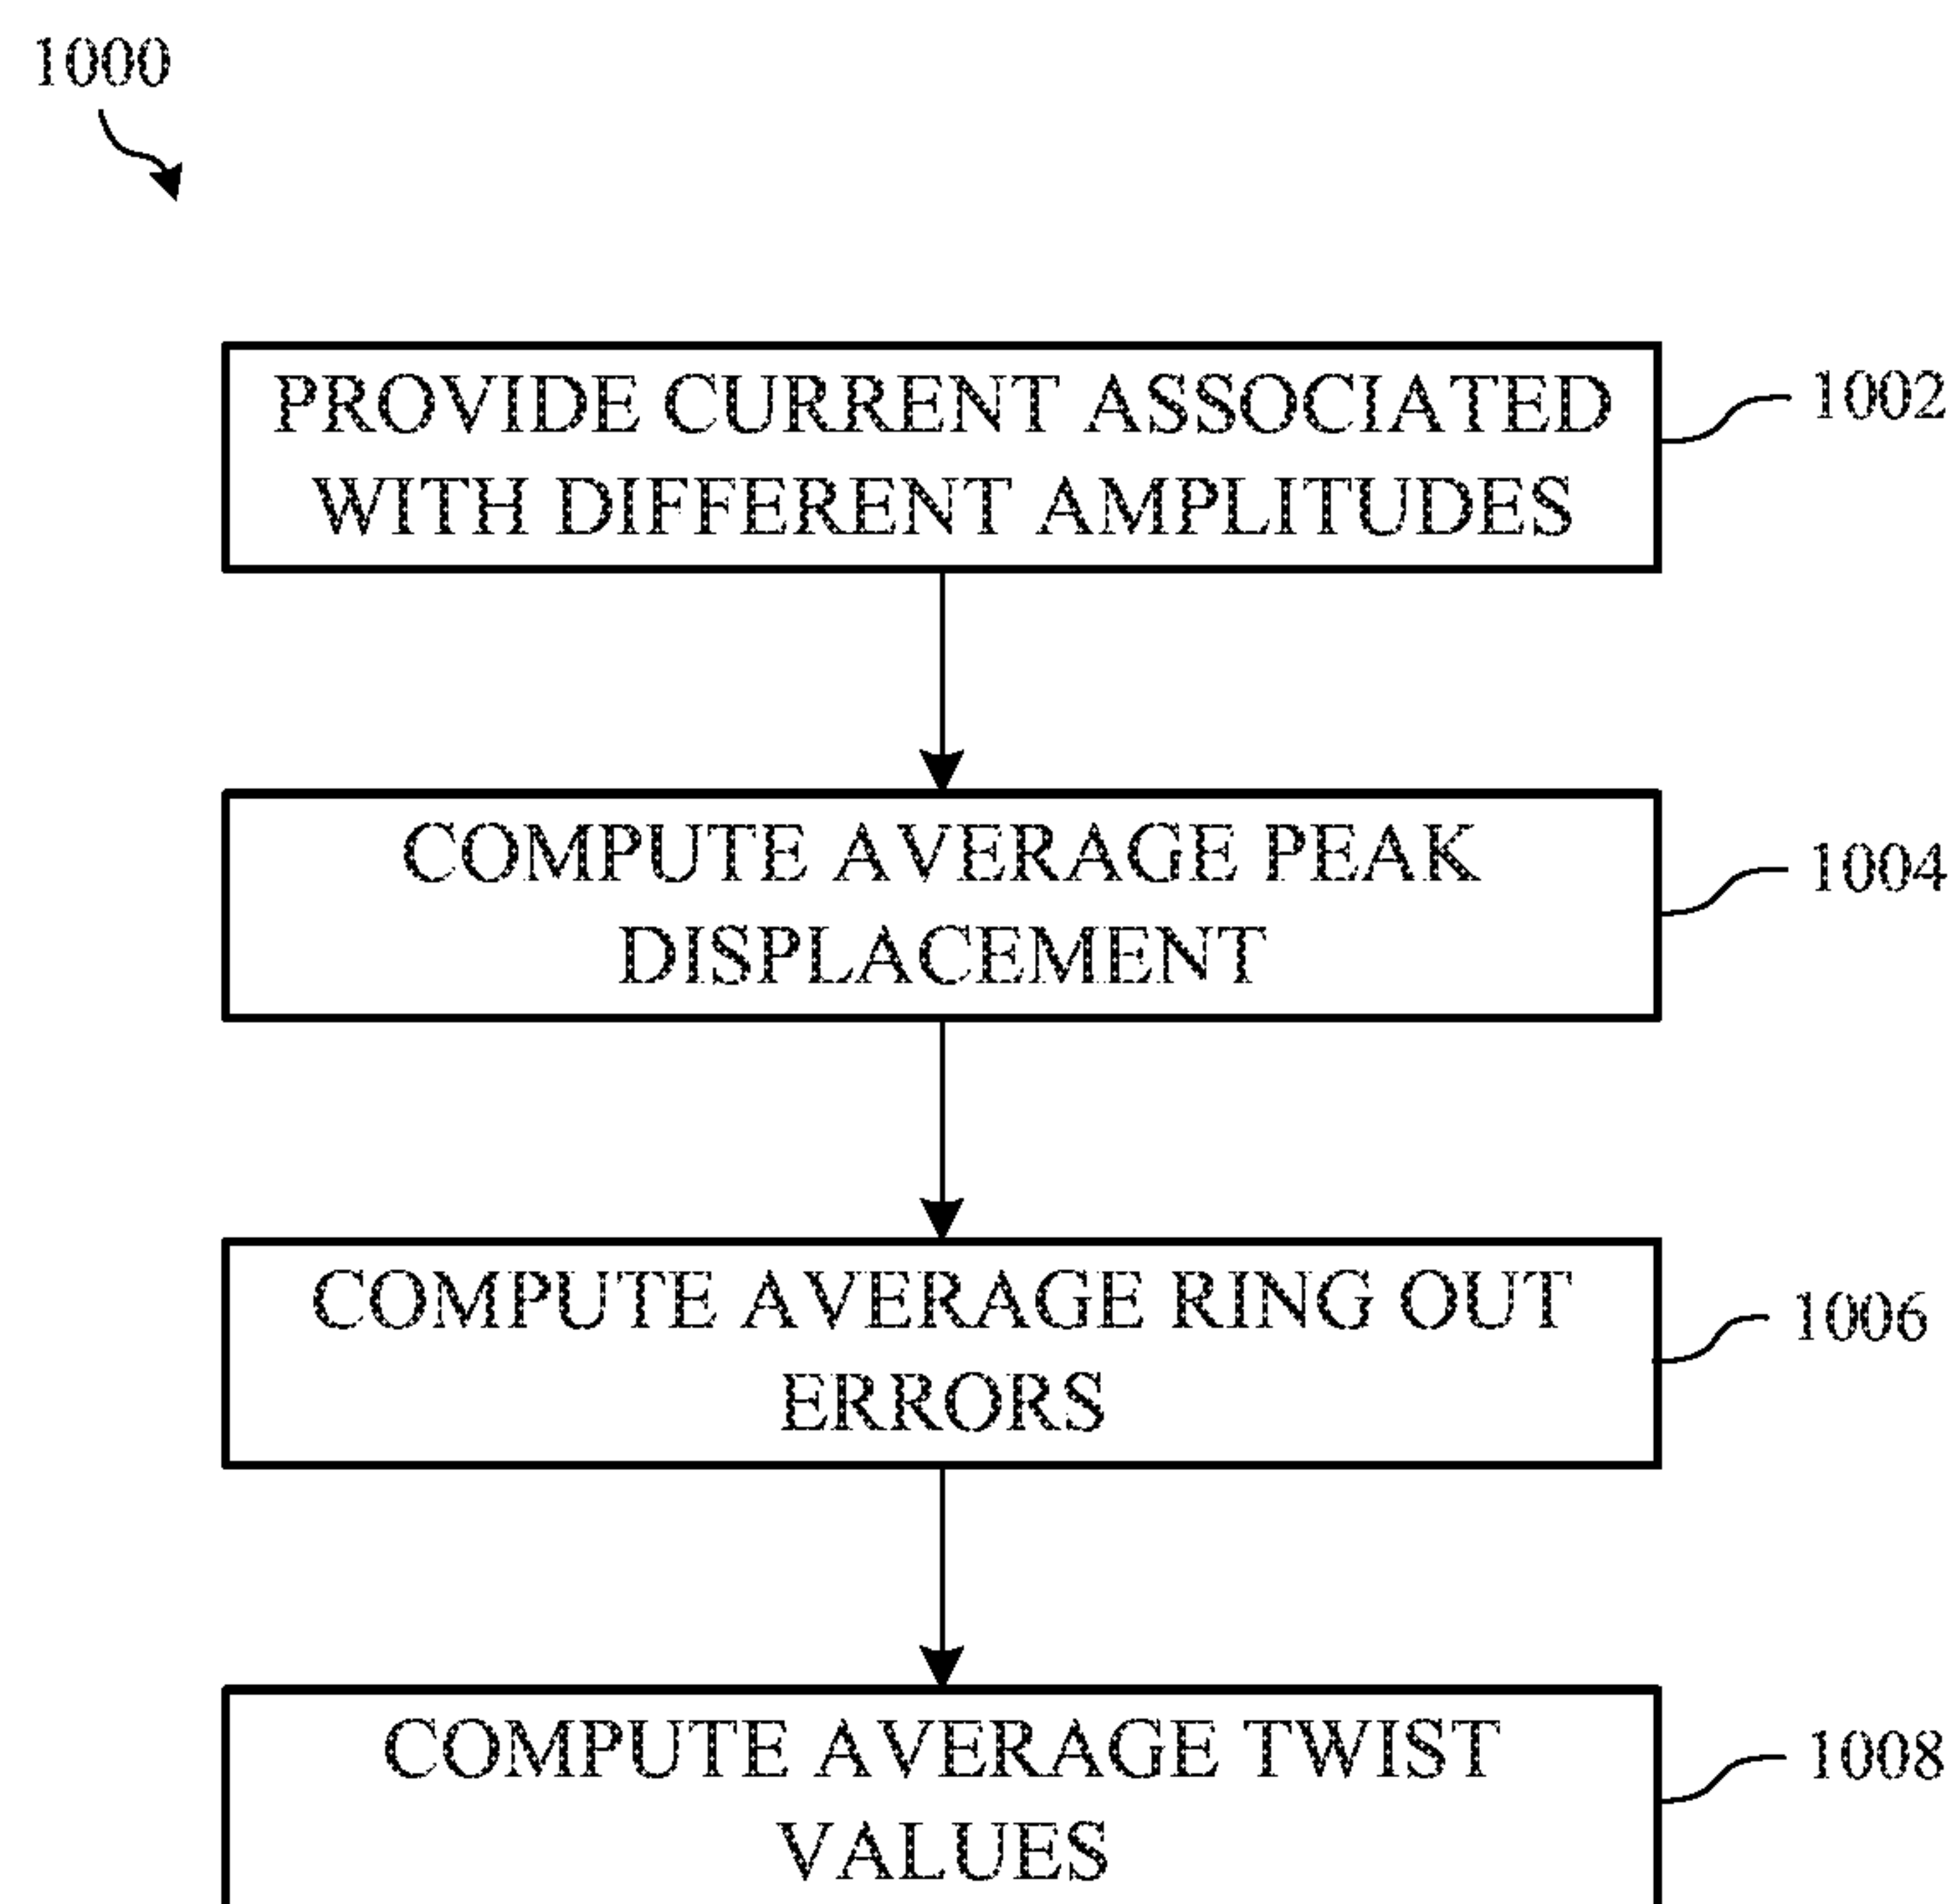 1000
PROVIDE CURRENT ASSOCIATED
WITH DIFFERENT AMPLITUDES
1002
COMPUTE AVERAGE PEAK
DISPLACEMENT
1004
COMPUTE AVERAGE RING OUT
ERRORS
1006
COMPUTE AVERAGE TWIST
VALUES
1008